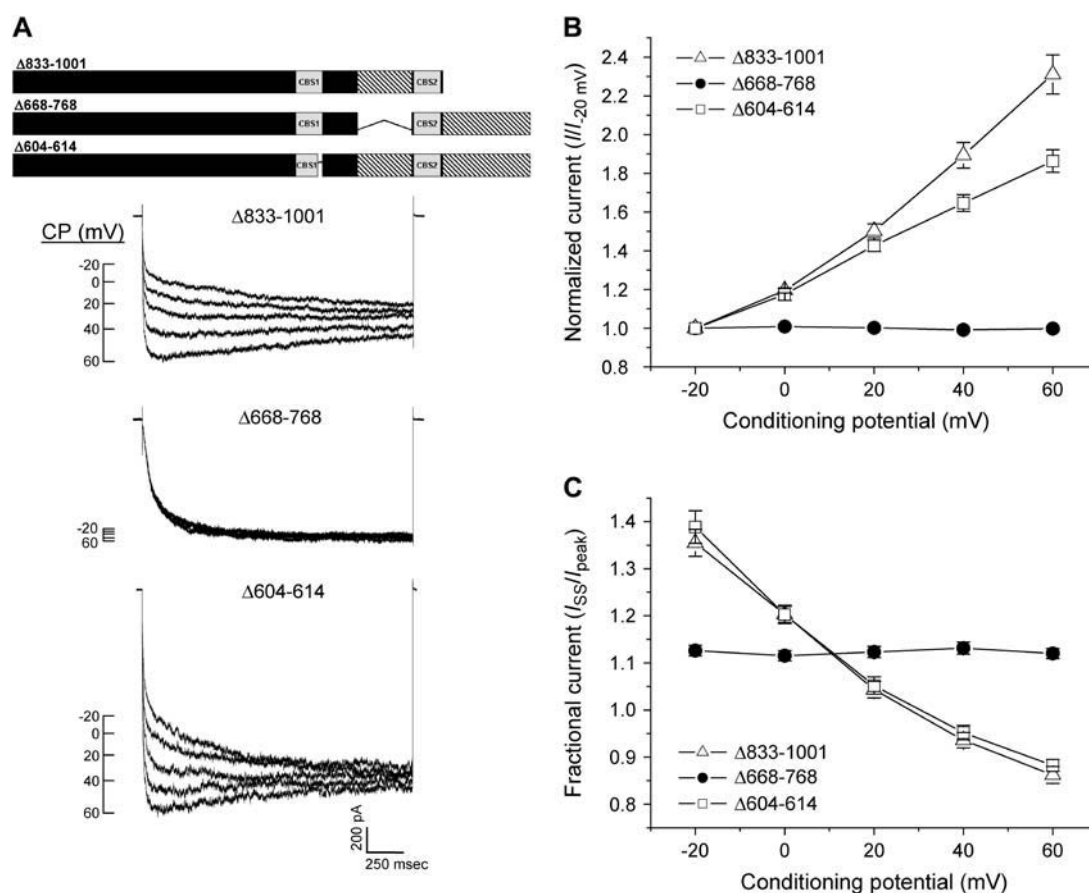 A
Δ833-1001
CBS1
CBS2
Δ668-768
CBS1
CBS2
Δ604-614
CBS1
CBS2
Δ833-1001
CP (mV)
-20
0
20
40
60
Δ668-768
-20
60
Δ604-614
-20
0
20
40
60
200 pA
250 msec
B
Normalized current (I/I-20 mV)
2.4
2.2
2.0
1.8
1.6
1.4
1.2
1.0
0.8
Δ833-1001
Δ668-768
Δ604-614
-20 0 20 40 60
Conditioning potential (mV)
C
Fractional current (ISS/Ipeak)
1.4
1.3
1.2
1.1
1.0
0.9
0.8
Δ833-1001
Δ668-768
Δ604-614
-20 0 20 40 60
Conditioning potential (mV)